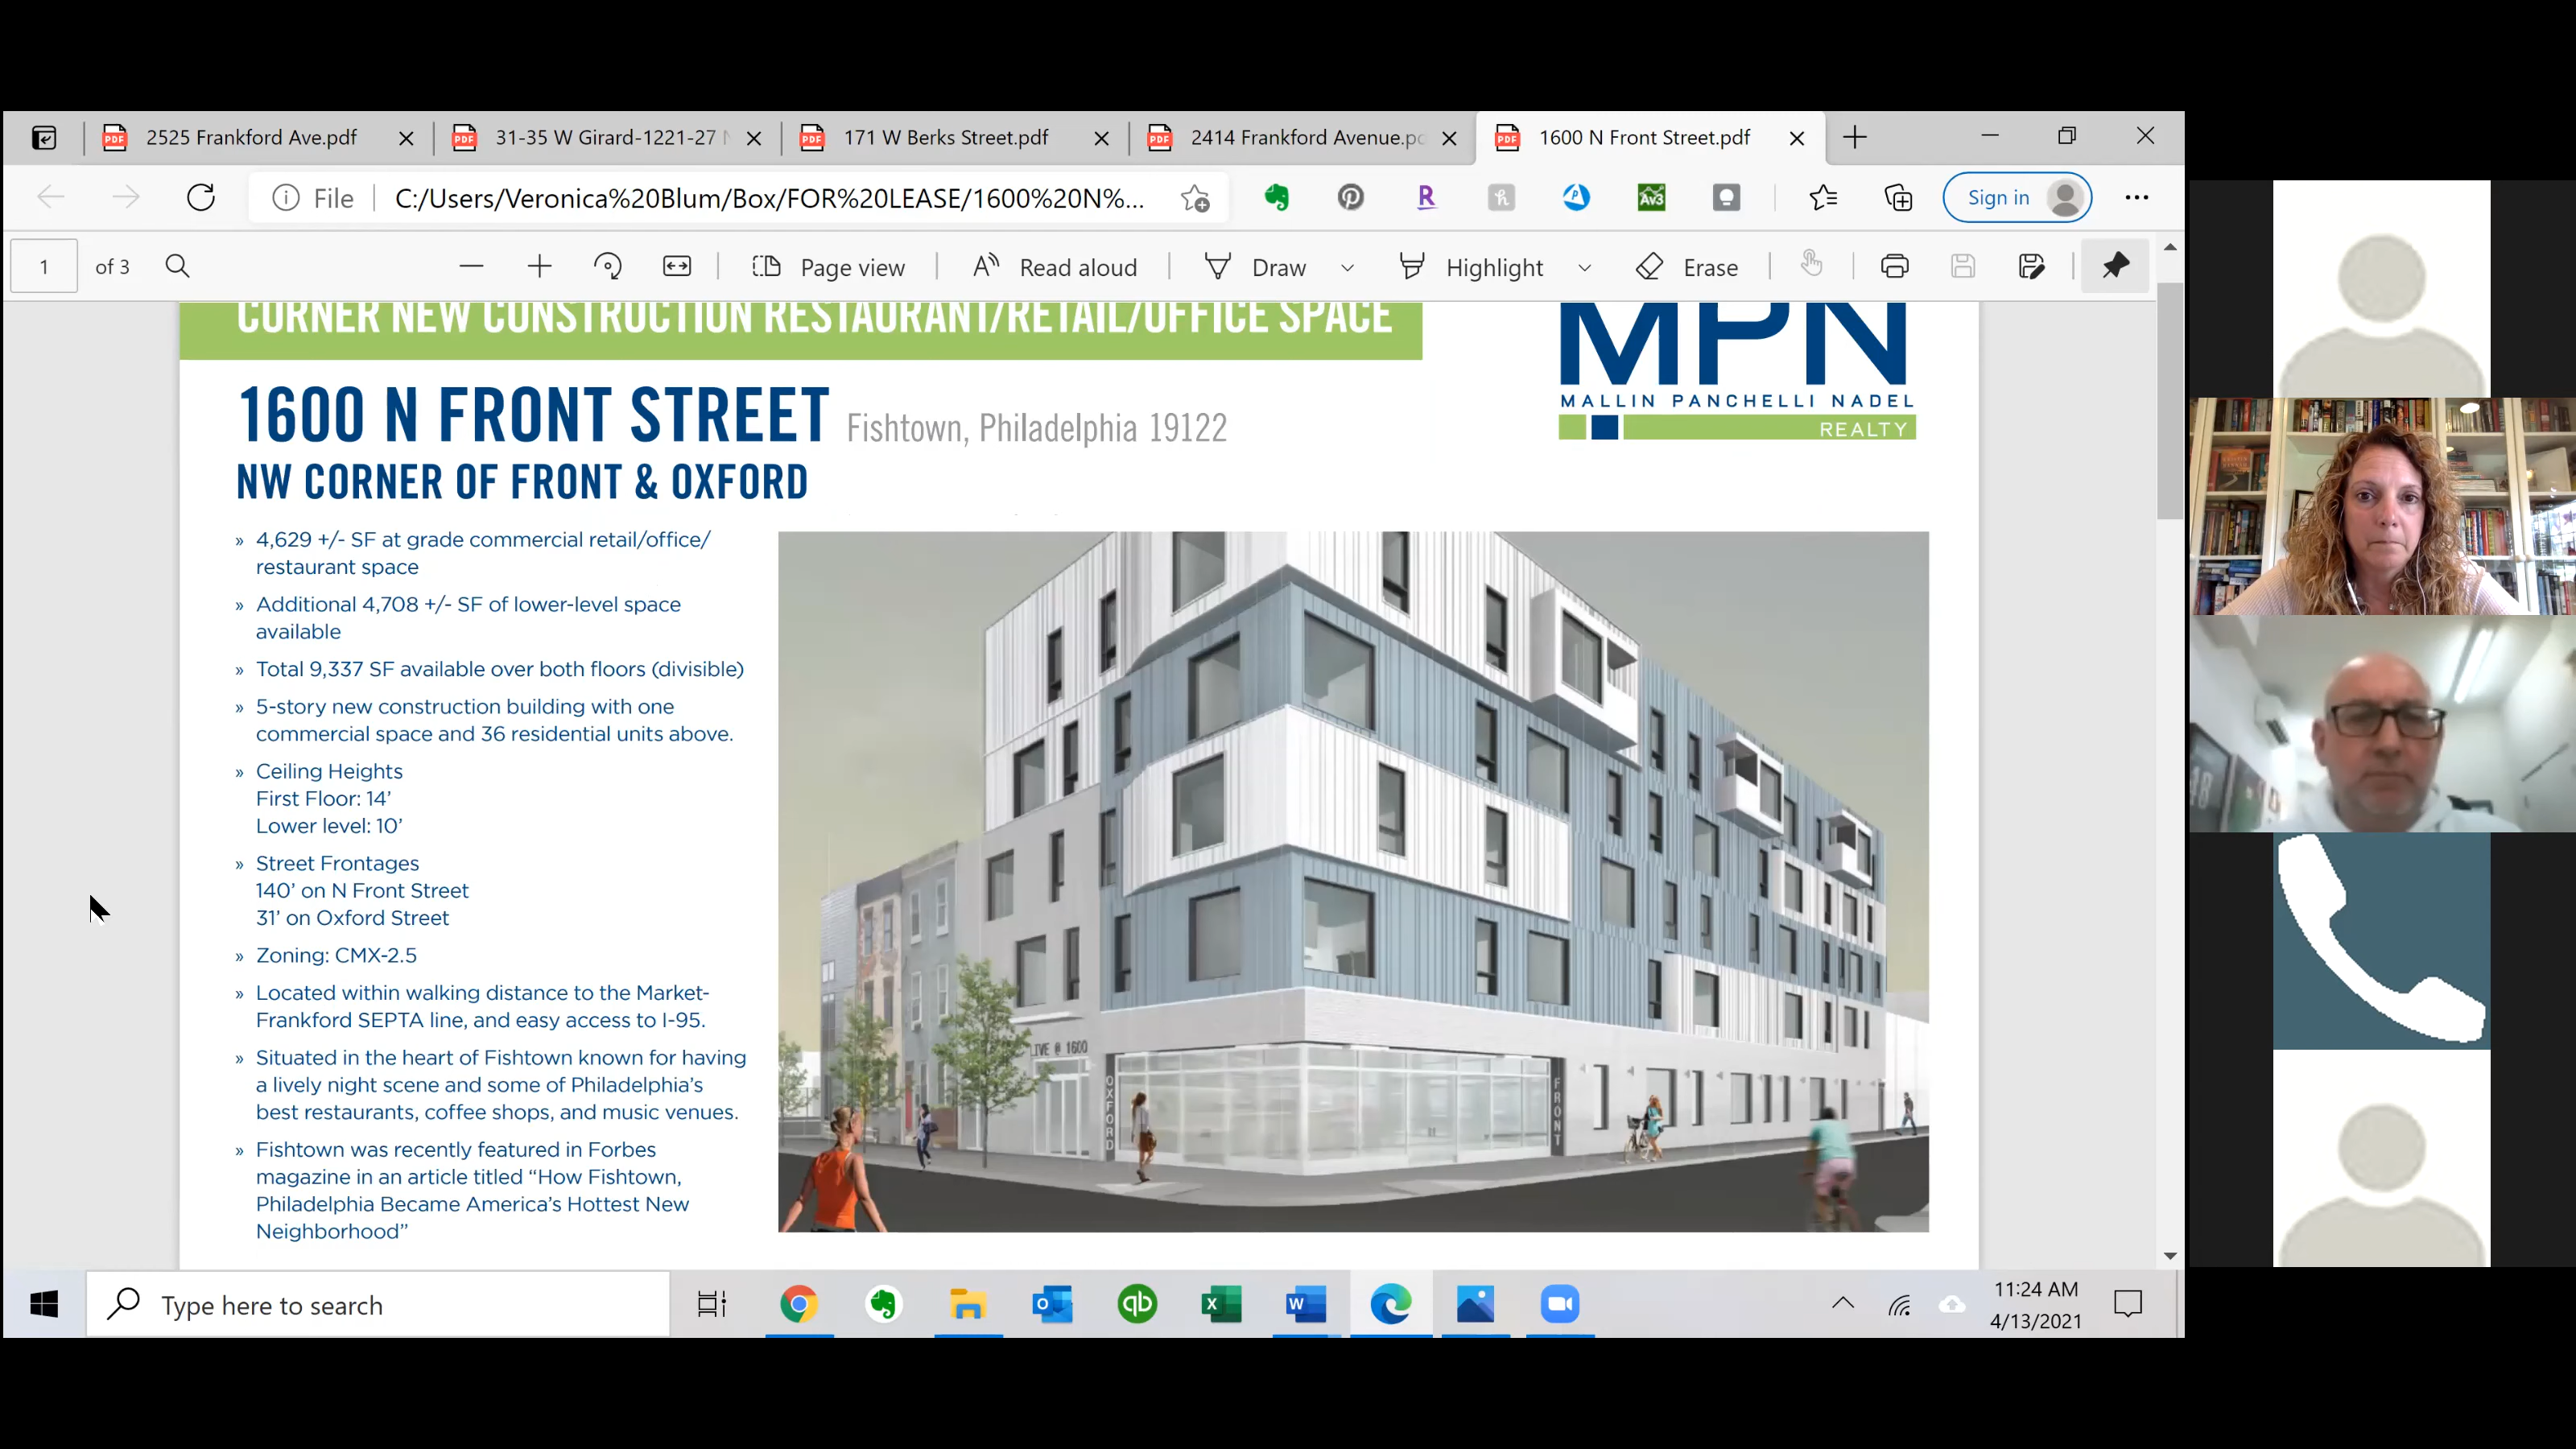 2525 Frankford Ave.pdf
31-35 W Girard-1221-27
171 W Berks Street.pdf
2414 Frankford Avenue.pd
1600 N Front Street.pdf
File
C:/Users/Veronica%20Blum/Box/FOR%20LEASE/1600%20N%...
Sign in
1
of 3
Page view
Read aloud
Draw
Highlight
Erase
CORNER NEW CONSTRUCTION RESTAURANT/RETAIL/OFFICE SPACE
MPN
MALLIN PANCHELLI NADEL
REALTY
1600 N FRONT STREET Fishtown, Philadelphia 19122
NW CORNER OF FRONT & OXFORD
» 4,629 +/- SF at grade commercial retail/office/
restaurant space
» Additional 4,708 +/- SF of lower-level space
available
» Total 9,337 SF available over both floors (divisible)
» 5-story new construction building with one
commercial space and 36 residential units above.
» Ceiling Heights
First Floor: 14’
Lower level: 10’
» Street Frontages
140’ on N Front Street
31’ on Oxford Street
» Zoning: CMX-2.5
» Located within walking distance to the Market-
Frankford SEPTA line, and easy access to I-95.
» Situated in the heart of Fishtown known for having
a lively night scene and some of Philadelphia’s
best restaurants, coffee shops, and music venues.
» Fishtown was recently featured in Forbes
magazine in an article titled “How Fishtown,
Philadelphia Became America’s Hottest New
Neighborhood”
LIVE @ 1600
OXFORD
FRONT
Type here to search
11:24 AM
4/13/2021